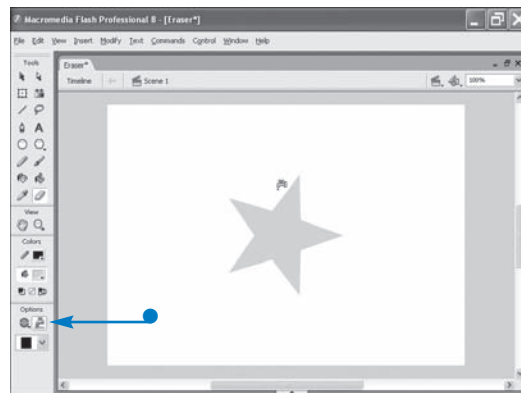 Macromedia Flash Professional 8 - [Eraser*]
File Edit View Insert Modify Text Commands Control Window Help
Tools
Eraser*
Timeline Scene 1 100%
A
View
Colors
Options